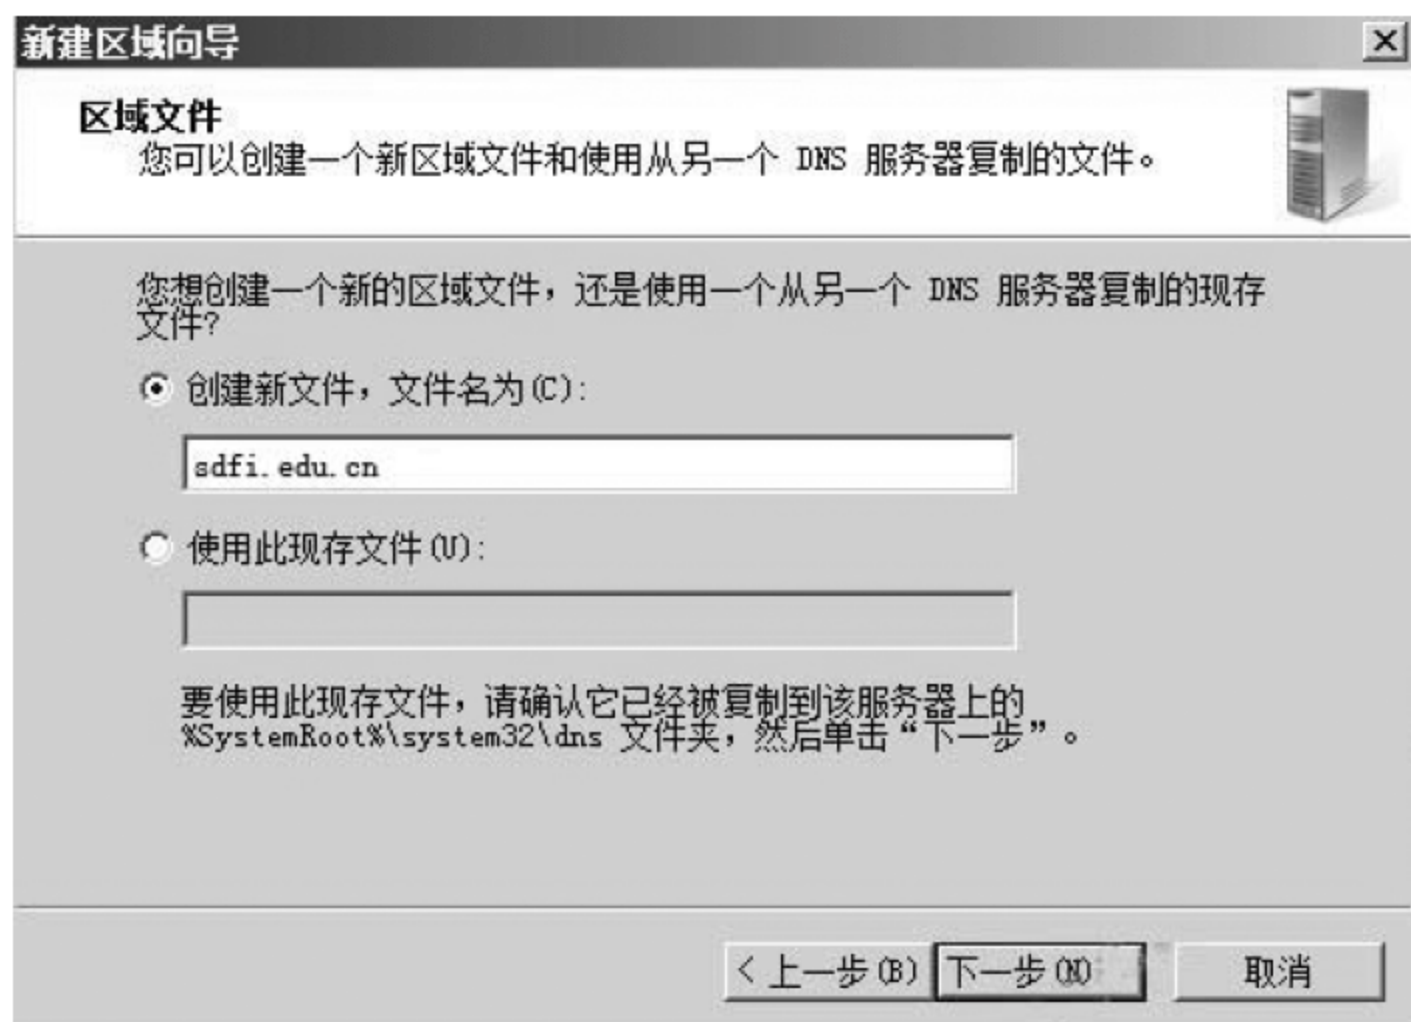 新建区域向导
区域文件
您可以创建一个新区域文件和使用从另一个 DNS 服务器复制的文件。
您想创建一个新的区域文件，还是使用一个从另一个 DNS 服务器复制的现存
文件？
创建新文件，文件名为(C)：
sdfi.edu.cn
使用此现存文件(U)：
要使用此现存文件，请确认它已经被复制到该服务器上的
%SystemRoot%\system32\dns 文件夹，然后单击“下一步”。
< 上一步(B) 下一步(N) 取消